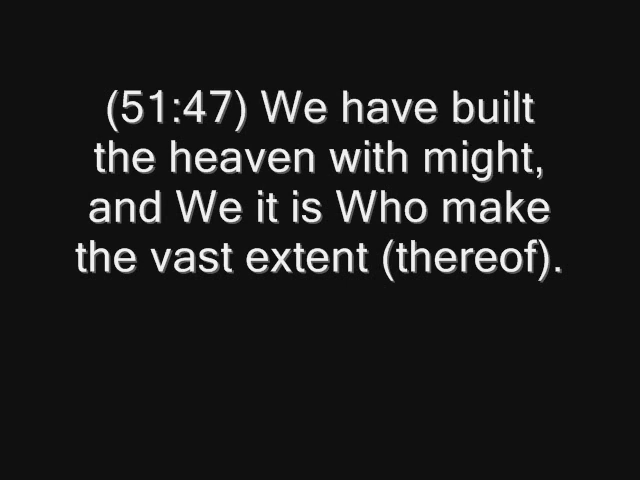 (51:47) We have built
the heaven with might,
and We it is Who make
the vast extent (thereof).